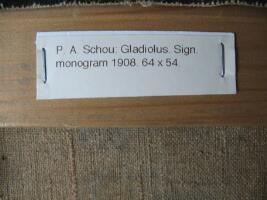 P. A. Schou: Gladiolus. Sign.
monogram 1908. 64 x 54.